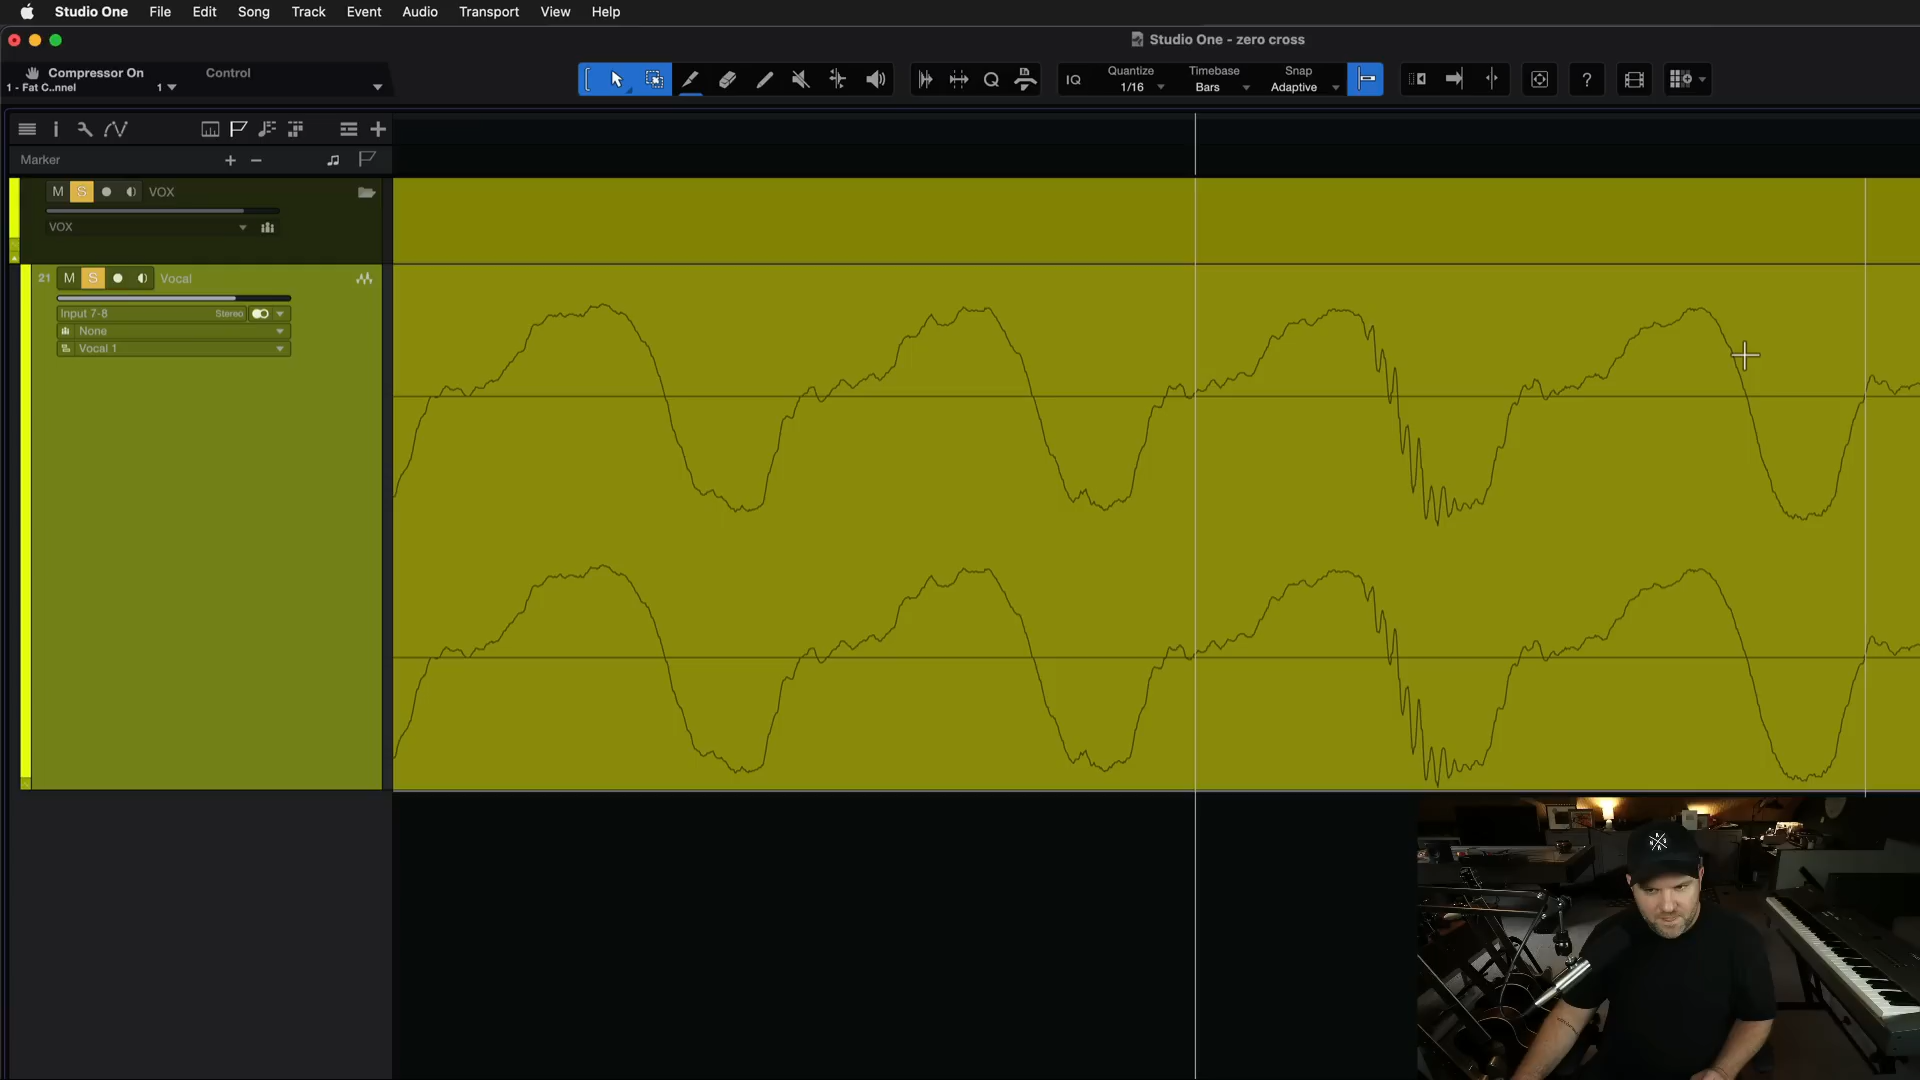 Studio One File Edit Song Track Event Audio Transport View Help
Studio One - zero cross
Compressor On Control
1 - Fat C..nnel 1
IQ Quantize Timebase Snap
1/16 Bars Adaptive
?
Marker
M S VOX
VOX
21 M S Vocal
Input 7-8 Stereo
None
Vocal 1